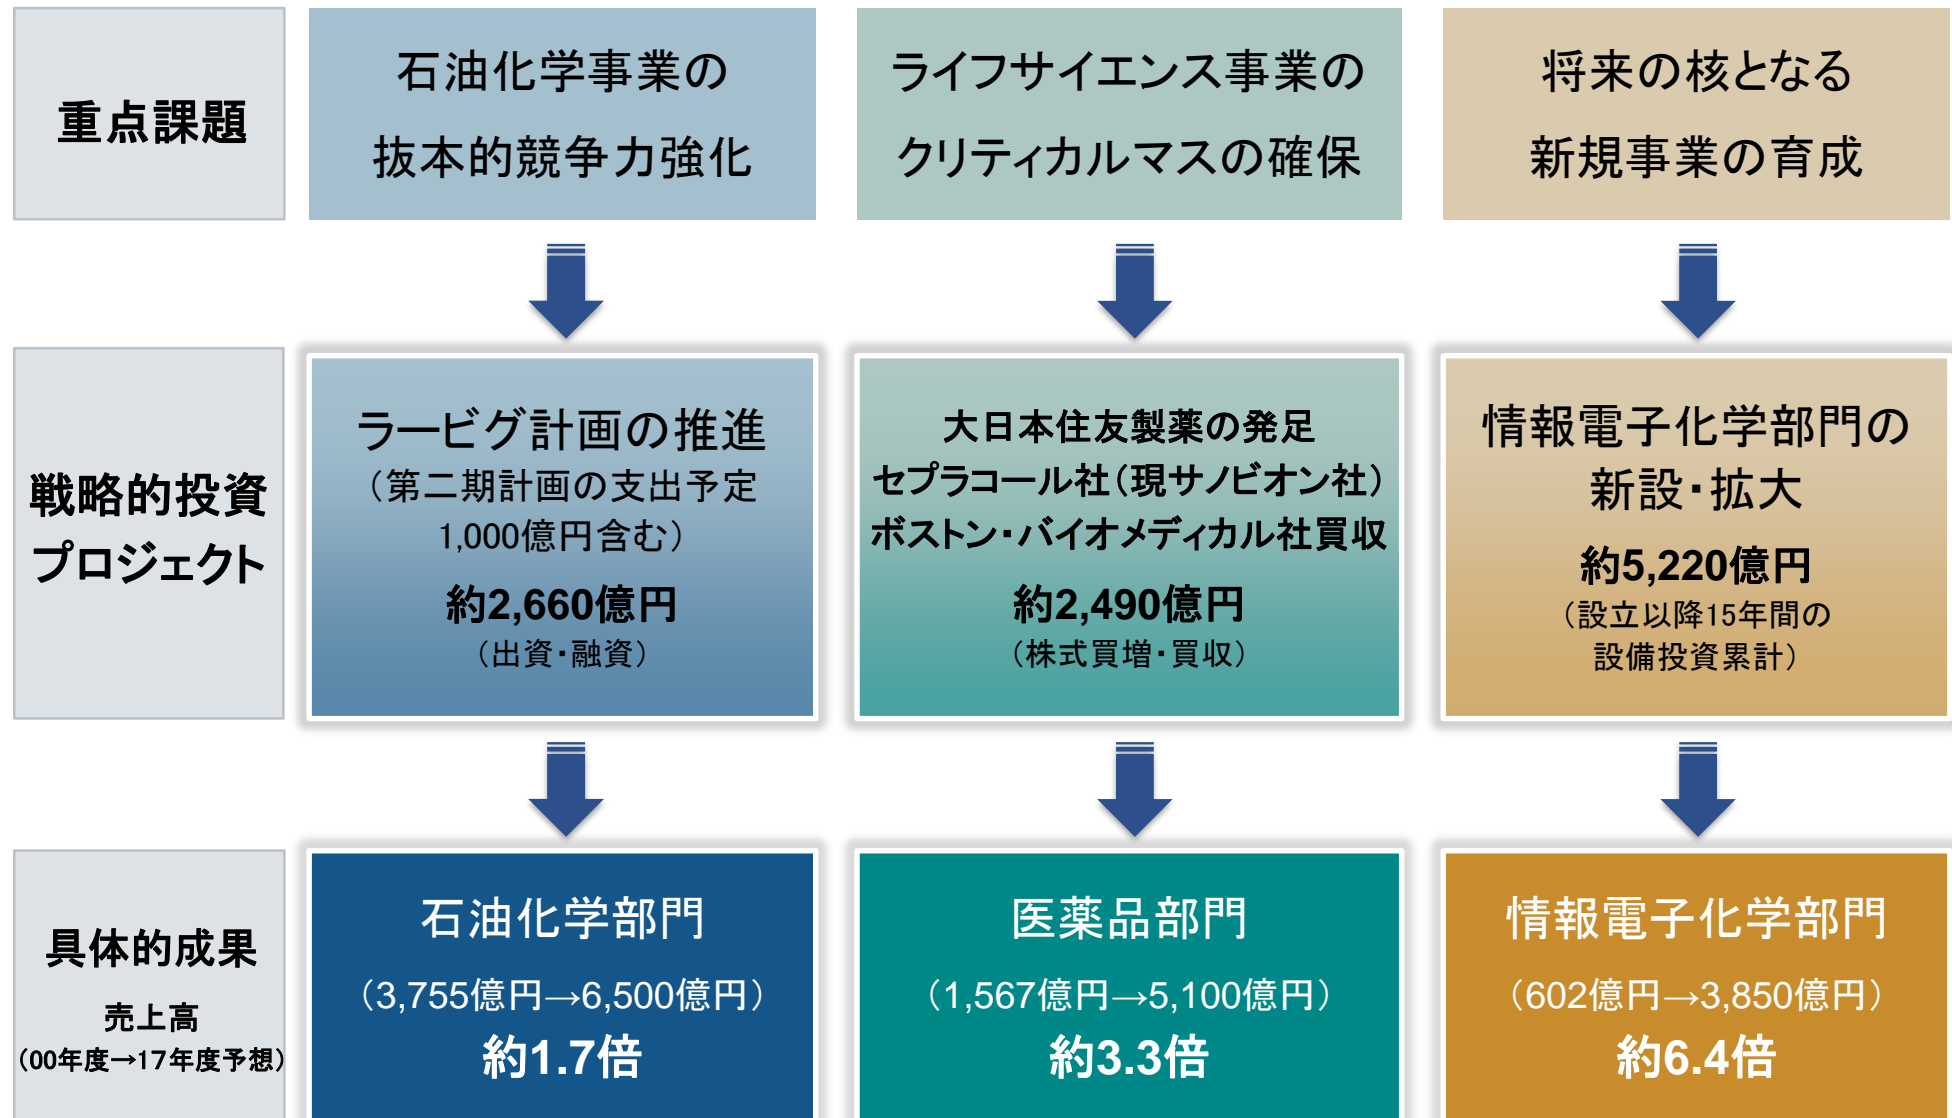 重点課題
石油化学事業の
抜本的競争力強化
ライフサイエンス事業の
クリティカルマスの確保
将来の核となる
新規事業の育成
戦略的投資
プロジェクト
ラービグ計画の推進
（第二期計画の支出予定
1,000億円含む）
約2,660億円
（出資・融資）
大日本住友製薬の発足
セプラコール社（現サノビオン社）
ボストン・バイオメディカル社買収
約2,490億円
（株式買増・買収）
情報電子化学部門の
新設・拡大
約5,220億円
（設立以降15年間の
設備投資累計）
具体的成果
売上高
（00年度→17年度予想）
石油化学部門
（3,755億円→6,500億円）
約1.7倍
医薬品部門
（1,567億円→5,100億円）
約3.3倍
情報電子化学部門
（602億円→3,850億円）
約6.4倍